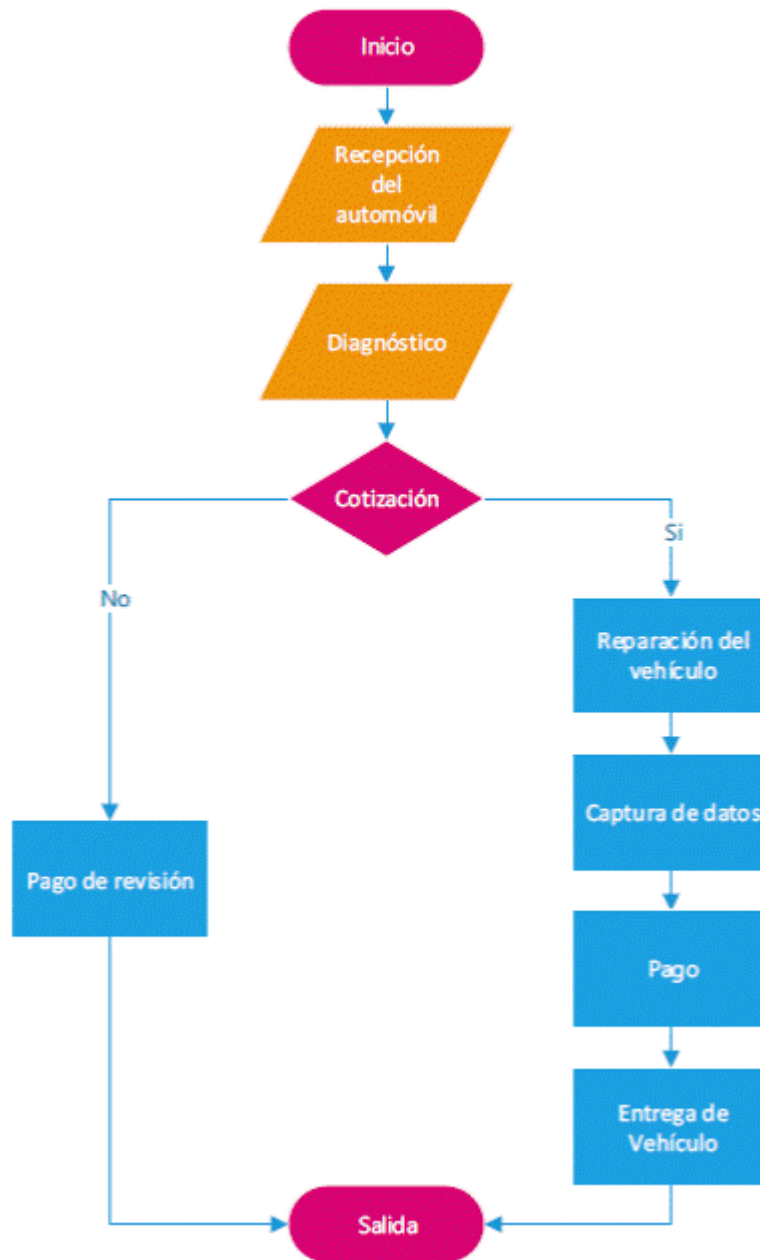 Inicio
Recepción
del
automóvil
Diagnóstico
Cotización
No
Si
Reparación del
vehículo
Captura de datos
Pago de revisión
Pago
Entrega de
Vehículo
Salida